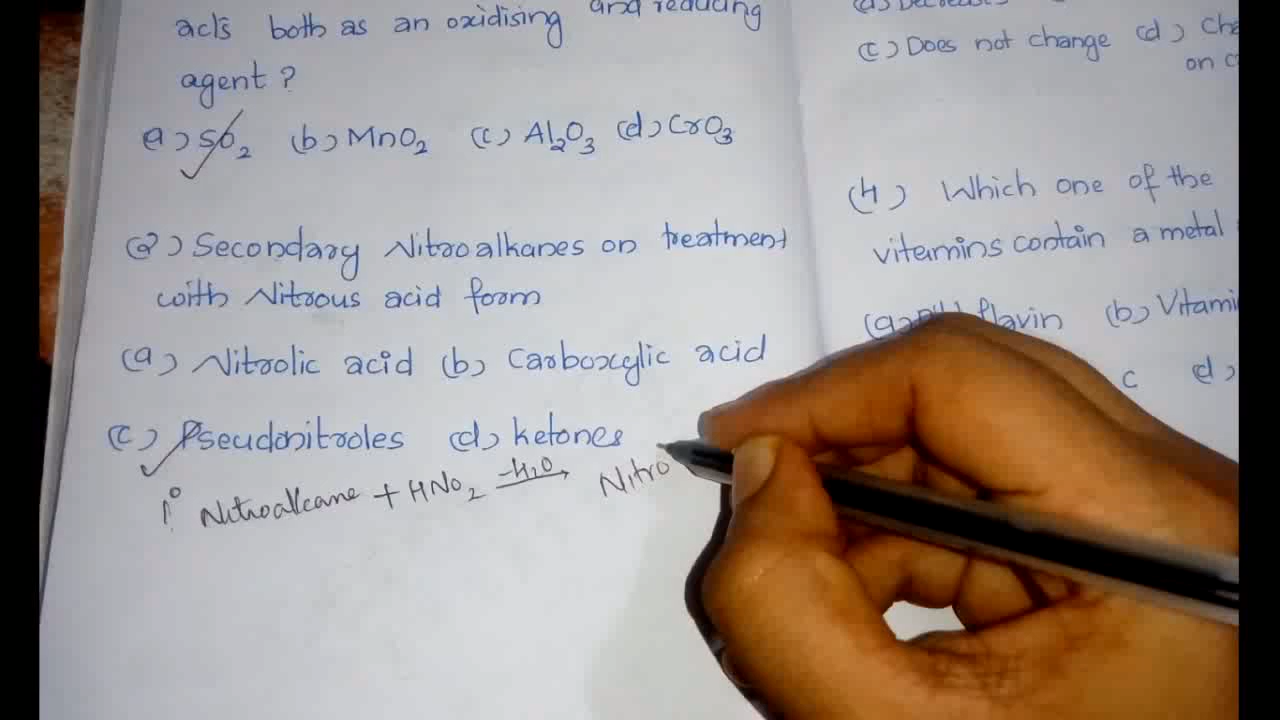 acts both as an oxidising and reducing
agent?
(a) SO2 (b) MnO2 (c) Al2O3 (d) CrO3
(2) Secondary Nitroalkanes on treatment
with Nitrous acid form
(a) Nitrolic acid (b) Carboxcylic acid
(c) Pseudonitroles (d) ketones
1° Nitroalkane + HNO2 -H2O → Nitro
(c) Does not change (d)
on
(4) Which one of the
vitamins contain a metal
(a) flavin (b) Vitami
c d)